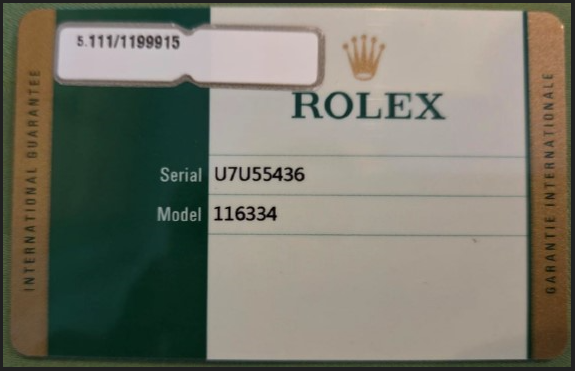 5.111/1199915
ROLEX
Serial U7U55436
Model 116334
INTERNATIONAL GUARANTEE
GARANTIE INTERNATIONALE